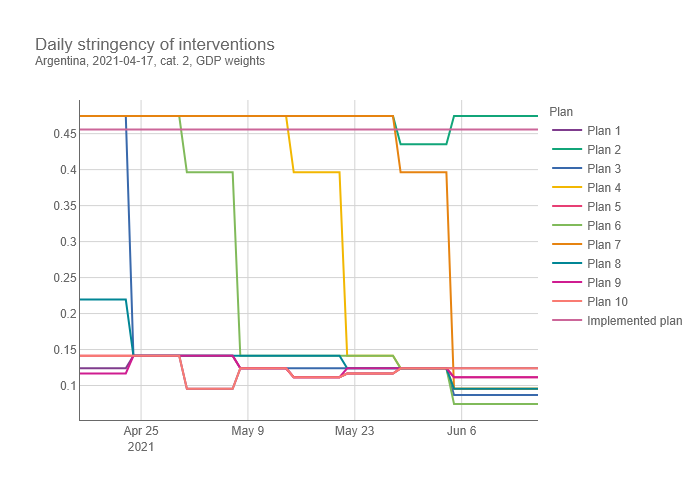 Daily stringency of interventions
Argentina, 2021-04-17, cat. 2, GDP weights
Plan
Plan 1
Plan 2
Plan 3
Plan 4
Plan 5
Plan 6
Plan 7
Plan 8
Plan 9
Plan 10
Implemented plan
0.45
0.4
0.35
0.3
0.25
0.2
0.15
0.1
Apr 25
2021
May 9
May 23
Jun 6